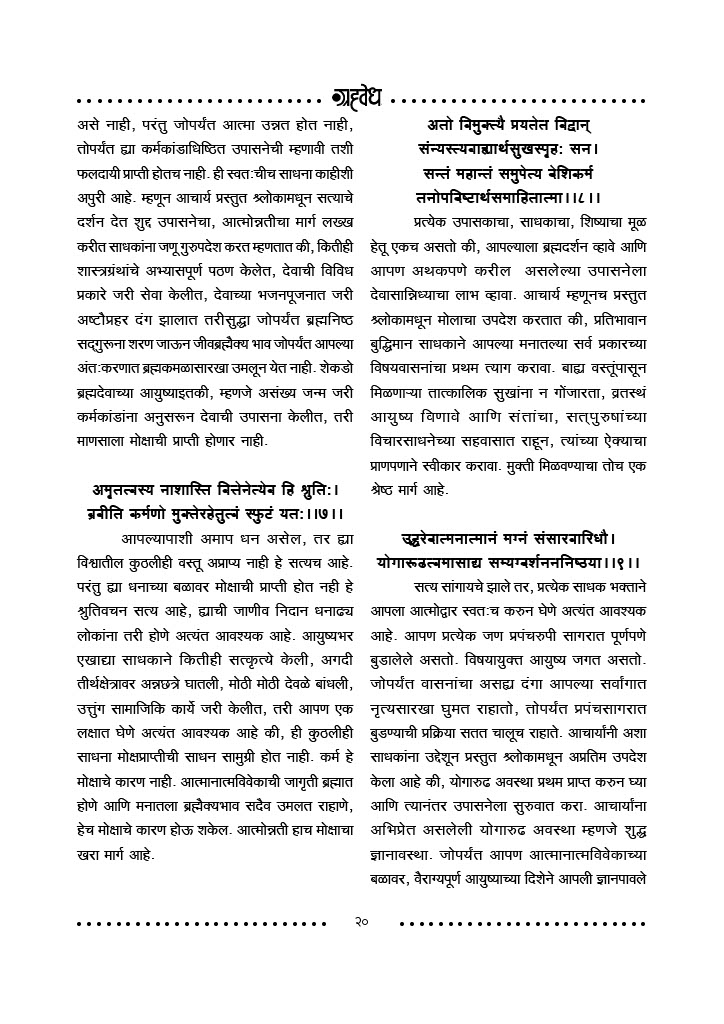 ग्रहवेध
असे नाही, परंतु जोपर्यंत आत्मा उन्नत होत नाही,
तोपर्यंत ह्या कर्मकांडाधिष्ठित उपासनेची म्हणावी तशी
फलदायी प्राप्ती होतच नाही. ही स्वत:चीच साधना काहीशी
अपुरी आहे. म्हणून आचार्य प्रस्तुत श्लोकामधून सत्याचे
दर्शन देत शुद्द उपासनेचा, आत्मोन्नतीचा मार्ग लख्ख
करीत साधकांना जणू गुरुपदेश करत म्हणतात की, कितीही
शास्त्रग्रंथांचे अभ्यासपूर्ण पठण केलेत, देवाची विविध
प्रकारे जरी सेवा केलीत, देवाच्या भजनपूजनात जरी
अष्टौप्रहर दंग झालात तरीसुद्धा जोपर्यंत ब्रह्मनिष्ठ
सद्‌गुरूंना शरण जाऊन जीवब्रह्मैक्य भाव जोपर्यंत आपल्या
अंत:करणात ब्रह्मकमळासारखा उमलून येत नाही. शेकडो
ब्रह्मदेवाच्या आयुष्याइतकी, म्हणजे असंख्य जन्म जरी
कर्मकांडांना अनुसरून देवाची उपासना केलीत, तरी
माणसाला मोक्षाची प्राप्ती होणार नाही.
अमृतत्बस्य नाशास्ति बित्तेनेत्येब हि श्रुति:।
ब्रबीति कर्मणो मुक्तेरहेतुत्बं स्फुटं यत:।।७।।
आपल्यापाशी अमाप धन असेल, तर ह्या
विश्वातील कुठलीही वस्तू अप्राप्य नाही हे सत्यच आहे.
परंतु ह्या धनाच्या बळावर मोक्षाची प्राप्ती होत नही हे
श्रुतिवचन सत्य आहे, ह्याची जाणीव निदान धनाढ्य
लोकांना तरी होणे अत्यंत आवश्यक आहे. आयुष्यभर
एखाद्या साधकाने कितीही सत्कृत्ये केली, अगदी
तीर्थक्षेत्रावर अन्नछत्रे घातली, मोठी मोठी देवळे बांधली,
उत्तुंग सामाजिकि कार्ये जरी केलीत, तरी आपण एक
लक्षात घेणे अत्यंत आवश्यक आहे की, ही कुठलीही
साधना मोक्षप्राप्तीची साधन सामुग्री होत नाही. कर्म हे
मोक्षाचे कारण नाही. आत्मानात्मविवेकाची जागृती ब्रह्मात
होणे आणि मनातला ब्रह्मैक्यभाव सदैव उमलत राहाणे,
हेच मोक्षाचे कारण होऊ शकेल. आत्मोन्नती हाच मोक्षाचा
खरा मार्ग आहे.
अतो बिमुक्त्यै प्रयतेत बिद्वान्
संन्यस्त्यबाह्यार्थसुखस्पृह: सन।
सन्तं महान्तं समुपेत्य बेशिकर्म
तनोपबिष्टार्थसमाहितात्मा।।८।।
प्रत्येक उपासकाचा, साधकाचा, शिष्याचा मूळ
हेतू एकच असतो की, आपल्याला ब्रह्मदर्शन व्हावे आणि
आपण अथकपणे करील असलेल्या उपासनेला
देवासान्निध्याचा लाभ व्हावा. आचार्य म्हणूनच प्रस्तुत
श्लोकामधून मोलाचा उपदेश करतात की, प्रतिभावान
बुद्धिमान साधकाने आपल्या मनातल्या सर्व प्रकारच्या
विषयवासनांचा प्रथम त्याग करावा. बाह्य वस्तूंपासून
मिळणाऱ्या तात्कालिक सुखांना न गोंजारता, व्रतस्थं
आयुष्य विणावे आणि संतांचा, सत्‌पुरुषांच्या
विचारसाधनेच्या सहवासात राहून, त्यांच्या ऐक्याचा
प्राणपणाने स्वीकार करावा. मुक्ती मिळवण्याचा तोच एक
श्रेष्ठ मार्ग आहे.
उद्धरेबात्मनात्मानं मग्नं संसारबारिधौ।
योगारूढत्बमासाद्य सम्यग्बर्शनननिष्ठया।।९।।
सत्य सांगायचे झाले तर, प्रत्येक साधक भक्ताने
आपला आत्मोद्वार स्वत:च करुन घेणे अत्यंत आवश्यक
आहे. आपण प्रत्येक जण प्रपंचरुपी सागरात पूर्णपणे
बुडालेले असतो. विषयायुक्त आयुष्य जगत असतो.
जोपर्यंत वासनांचा असह्य दंगा आपल्या सर्वांगात
नृत्यसारखा घुमत राहातो, तोपर्यंत प्रपंचसागरात
बुडण्याची प्रक्रिया सतत चालूच राहाते. आचार्यांनी अशा
साधकांना उद्देशून प्रस्तुत श्लोकामधून अप्रतिम उपदेश
केला आहे की, योगारुढ अवस्था प्रथम प्राप्त करुन घ्या
आणि त्यानंतर उपासनेला सुरुवात करा. आचार्यांना
अभिप्रेत असलेली योगारुढ अवस्था म्हणजे शुद्ध
ज्ञानावस्था. जोपर्यंत आपण आत्मानात्मविवेकाच्या
बळावर, वैराग्यपूर्ण आयुष्याच्या दिशेने आपली ज्ञानपावले
२०